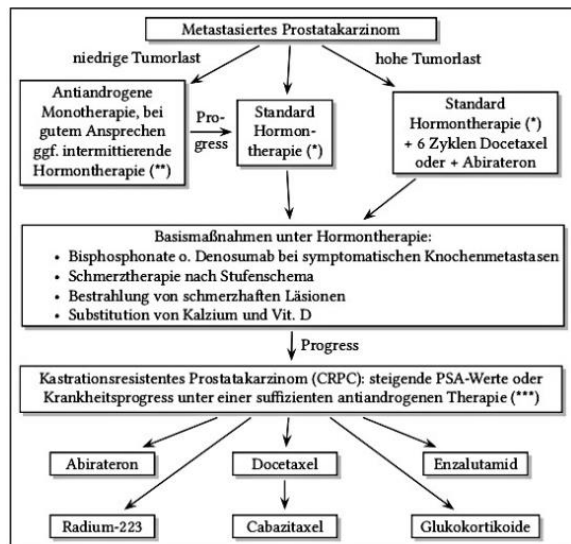 Metastasiertes Prostatakarzinom
niedrige Tumorlast
hohe Tumorlast
Antiandrogene
Monotherapie, bei
gutem Ansprechen
ggf. intermittierende
Hormontherapie (**)
Pro-
gress
Standard
Hormon-
therapie (*)
Standard
Hormontherapie (*)
+ 6 Zyklen Docetaxel
oder + Abirateron
Basismaßnahmen unter Hormontherapie:
• Bisphosphonate o. Denosumab bei symptomatischen Knochenmetastasen
• Schmerztherapie nach Stufenschema
• Bestrahlung von schmerzhaften Läsionen
• Substitution von Kalzium und Vit. D
Progress
Kastrationsresistentes Prostatakarzinom (CRPC): steigende PSA-Werte oder
Krankheitsprogress unter einer suffizienten antiandrogenen Therapie (***)
Abirateron
Docetaxel
Enzalutamid
Radium-223
Cabazitaxel
Glukokortikoide